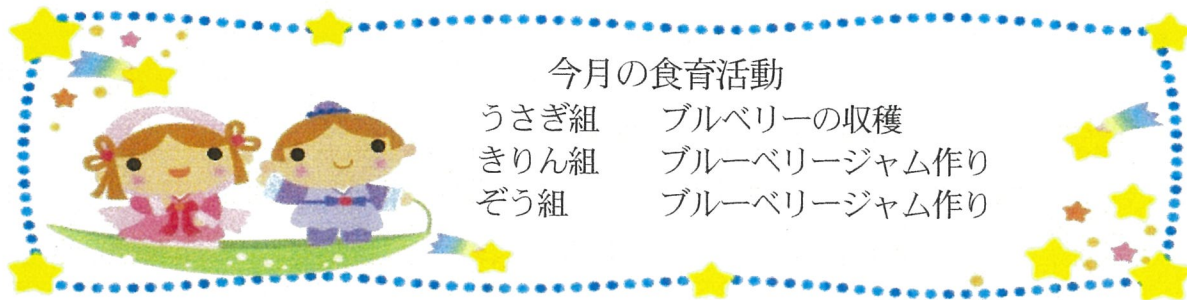 今月の食育活動
うさぎ組 ブルベリーの収穫
きりん組 ブルーベリージャム作り
ぞう組 ブルーベリージャム作り